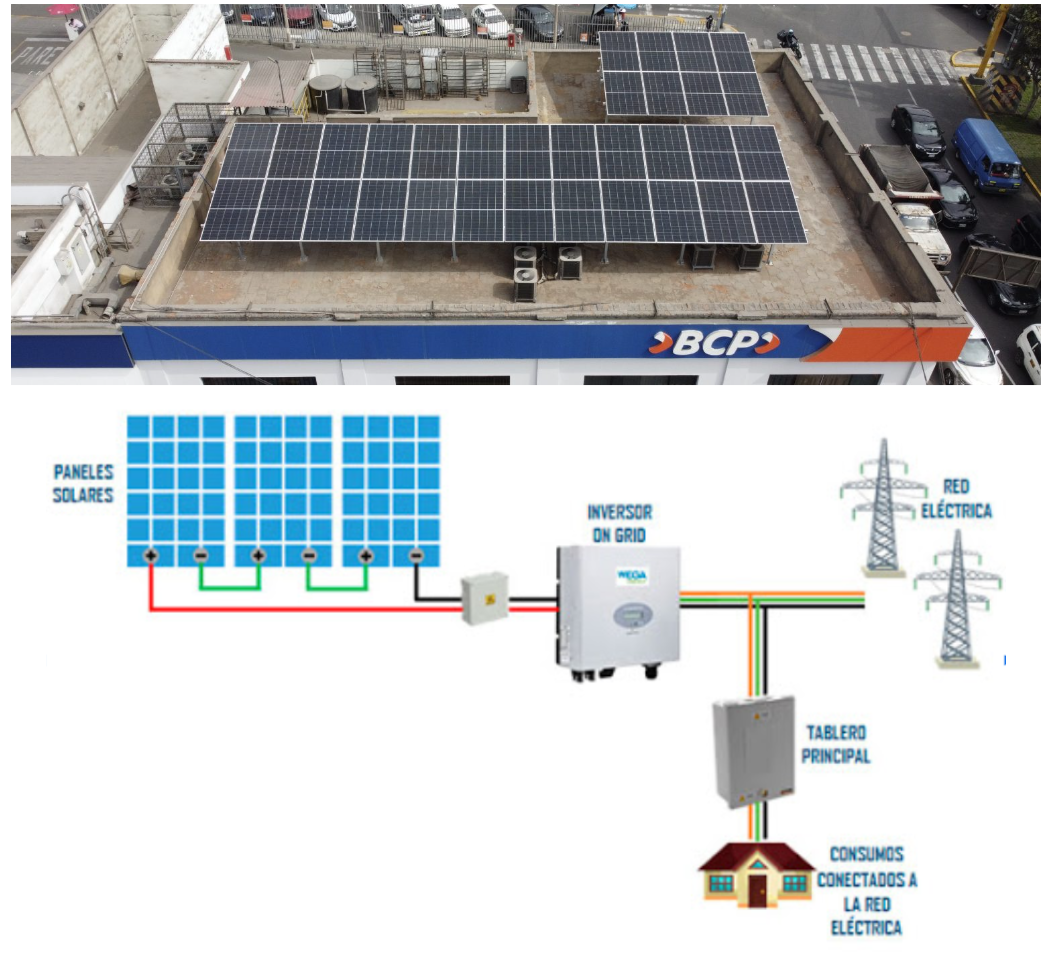 PARE
BCP
PANELES
SOLARES
INVERSOR
ON GRID
WEGA
RED
ELÉCTRICA
TABLERO
PRINCIPAL
CONSUMOS
CONECTADOS A
LA RED
ELÉCTRICA